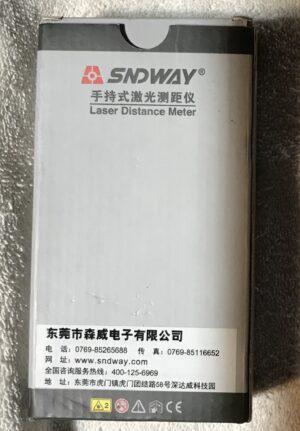 SNDWAY®
手持式激光测距仪
Laser Distance Meter
东莞市森威电子有限公司
电 话：0769-85265688 传 真：0769-85116652
网 址：www.sndway.com
全国咨询服务热线：400-125-6969
地 址：东莞市虎门镇虎门团结路58号深达威科技园
2
CE